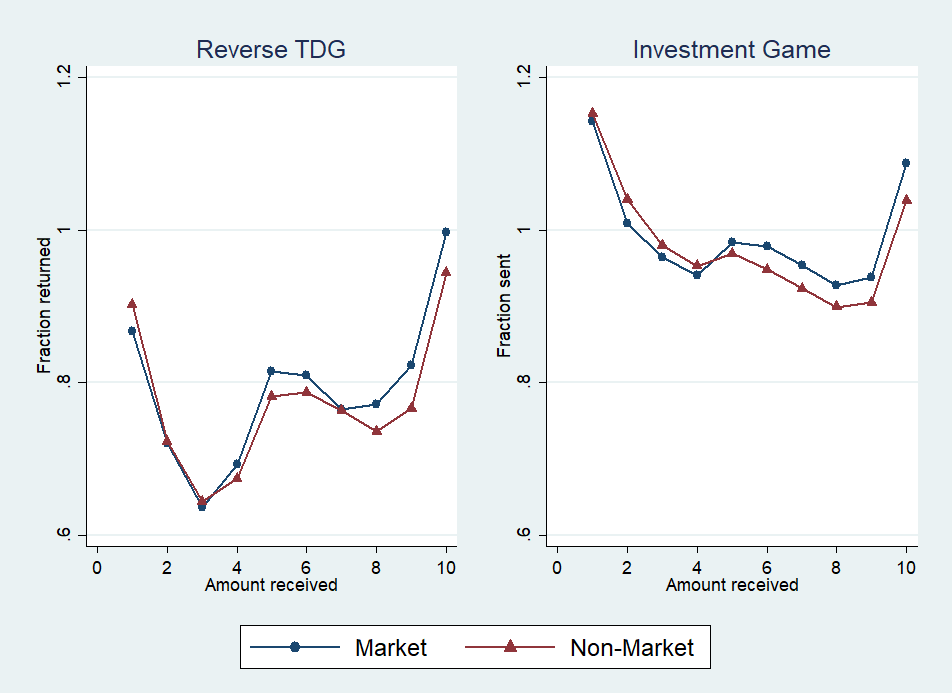 Reverse TDG
Fraction returned
1.2
1
.8
.6
0 2 4 6 8 10
Amount received
Investment Game
Fraction sent
1.2
1
.8
.6
0 2 4 6 8 10
Amount received
Market Non-Market